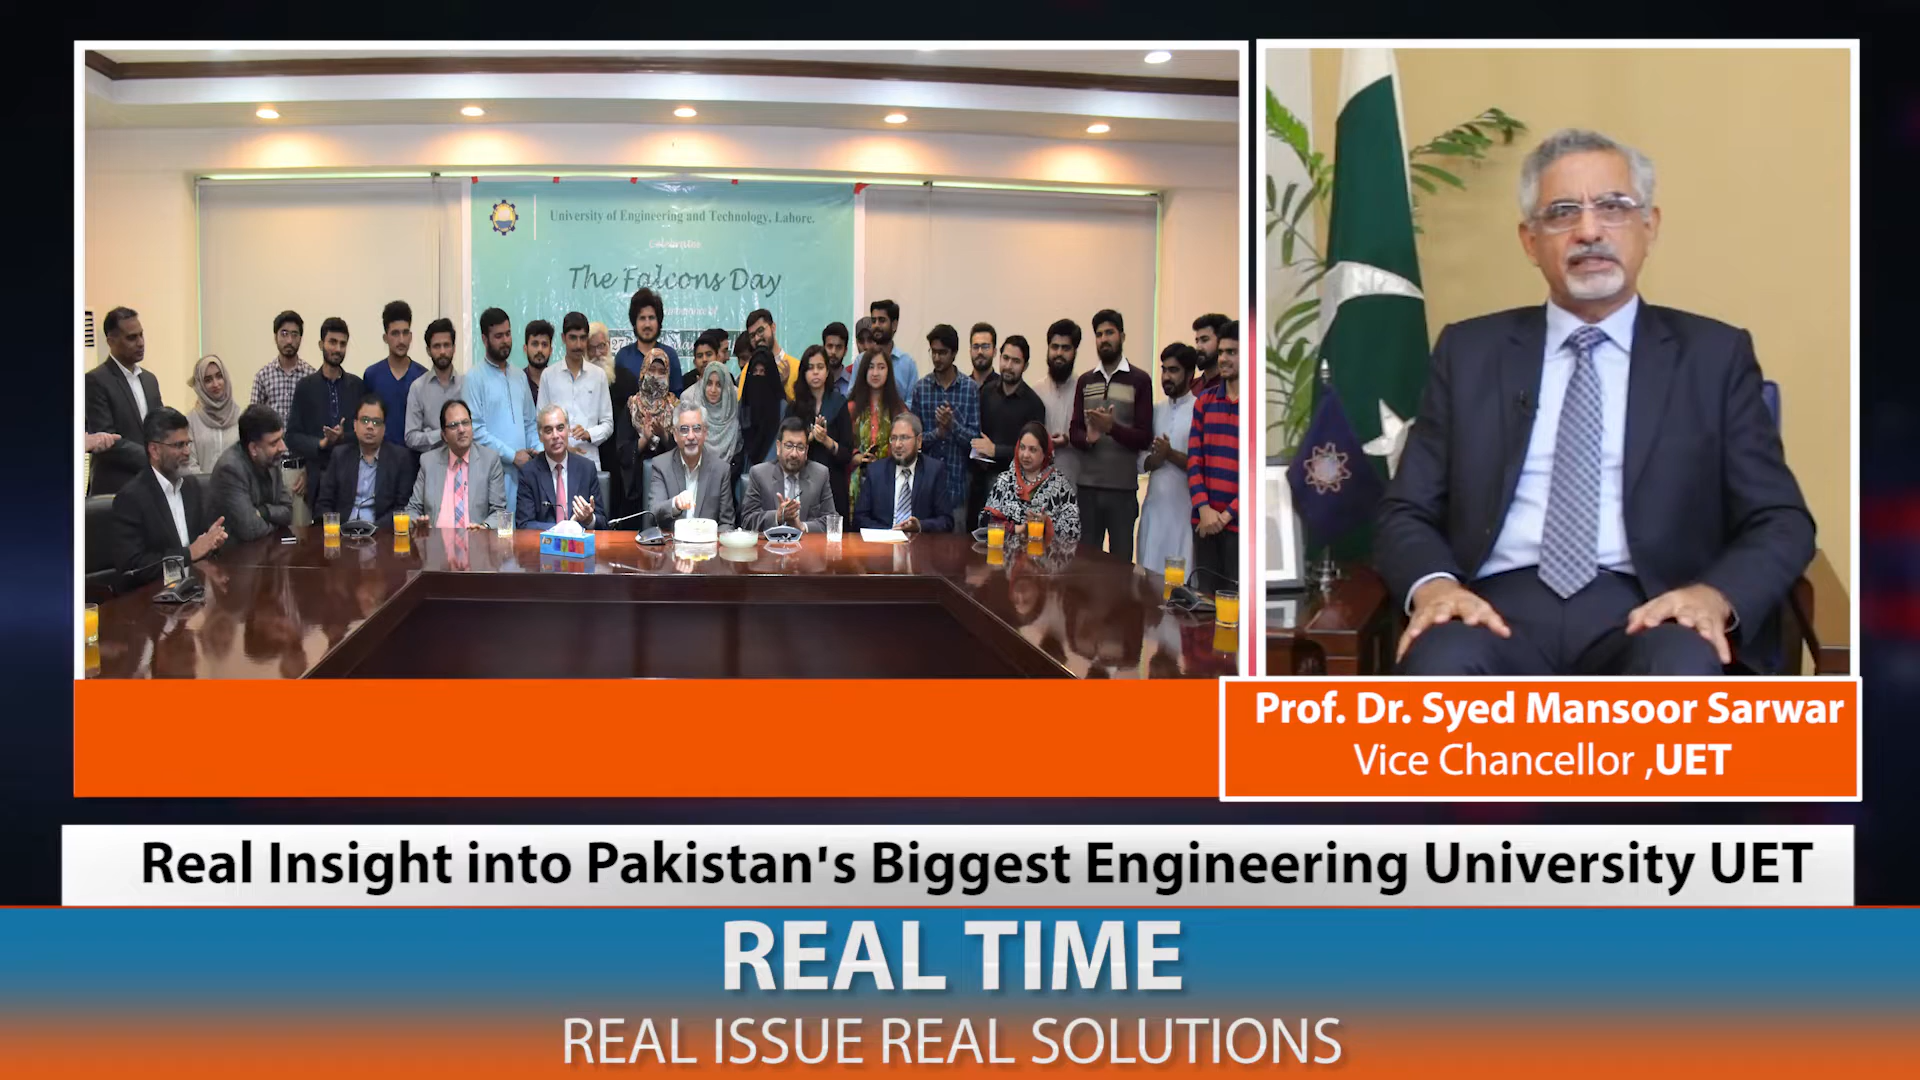 University of Engineering and Technology, Lahore.
Celebrates
The Falcons Day
Prof. Dr. Syed Mansoor Sarwar
Vice Chancellor ,UET
Real Insight into Pakistan's Biggest Engineering University UET
REAL TIME
REAL ISSUE REAL SOLUTIONS